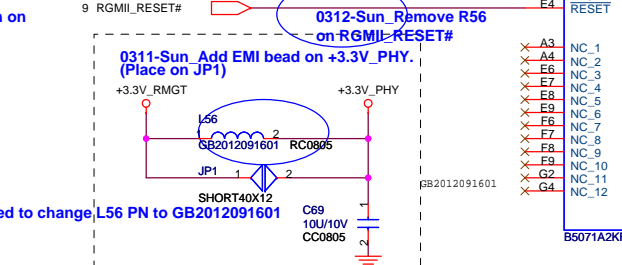 n on
9 RGMII_RESET#
0312-Sun_Remove R56
on RGMII_RESET#
E4 RESET
0311-Sun_Add EMI bead on +3.3V_PHY.
(Place on JP1)
+3.3V_RMGT
+3.3V_PHY
L56
1 2
GB2012091601 RC0805
JP1 1 2
SHORT40X12
GB2012091601
ed to change L56 PN to GB2012091601
C69
10U/10V
CC0805
1
2
A3 NC_1
A4 NC_2
E6 NC_3
E7 NC_4
E8 NC_5
E9 NC_6
F6 NC_7
F7 NC_8
F8 NC_9
F9 NC_10
G2 NC_11
G4 NC_12
B5071A2KF